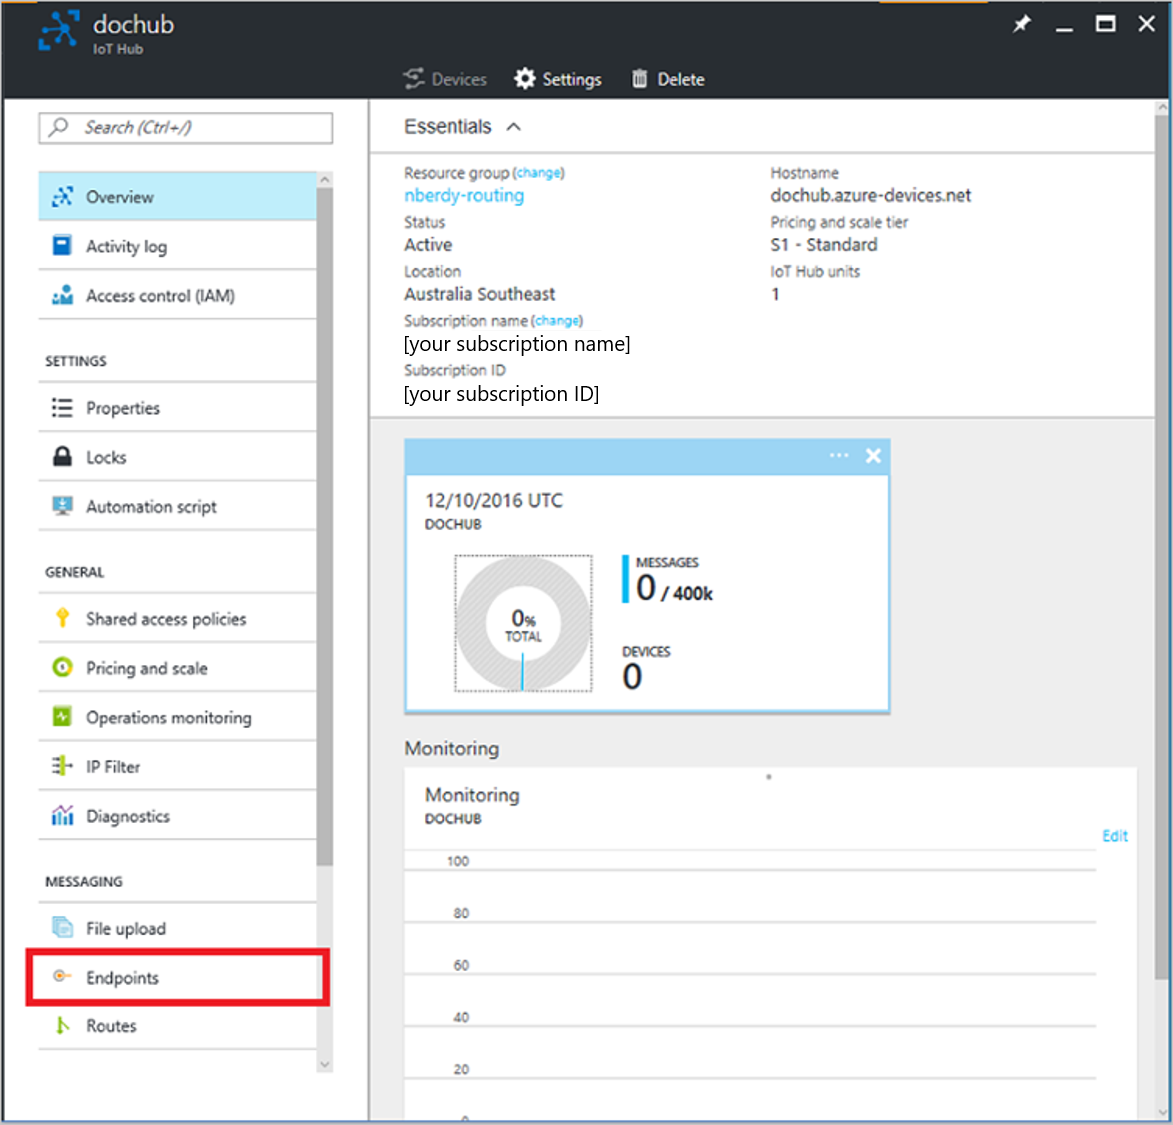 dochub
IoT Hub
Devices
Settings
Delete
Search (Ctrl+/)
Overview
Activity log
Access control (IAM)
SETTINGS
Properties
Locks
Automation script
GENERAL
Shared access policies
Pricing and scale
Operations monitoring
IP Filter
Diagnostics
MESSAGING
File upload
Endpoints
Routes
Essentials
Resource group (change)
nberdy-routing
Status
Active
Location
Australia Southeast
Subscription name (change)
[your subscription name]
Subscription ID
[your subscription ID]
Hostname
dochub.azure-devices.net
Pricing and scale tier
S1 - Standard
IoT Hub units
1
12/10/2016 UTC
DOCHUB
0%
TOTAL
MESSAGES
0 / 400k
DEVICES
0
Monitoring
Monitoring
DOCHUB
Edit
100
80
60
40
20